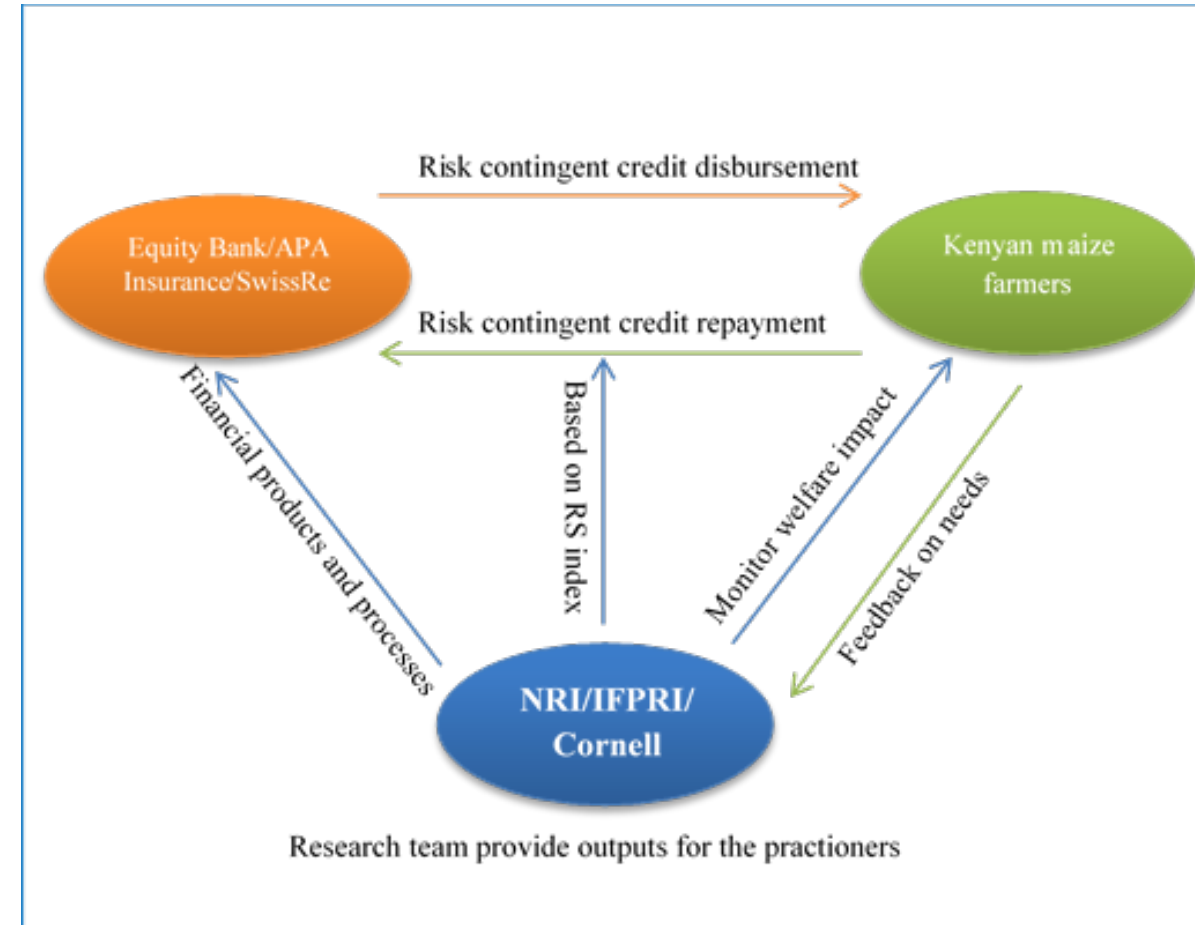 Risk contingent credit disbursement
Equity Bank/APA
Insurance/SwissRe
Kenyan maize
farmers
Risk contingent credit repayment
Financial products and processes
Based on RS index
Monitor welfare impact
Feedback on needs
NRI/IFPRI/
Cornell
Research team provide outputs for the practioners